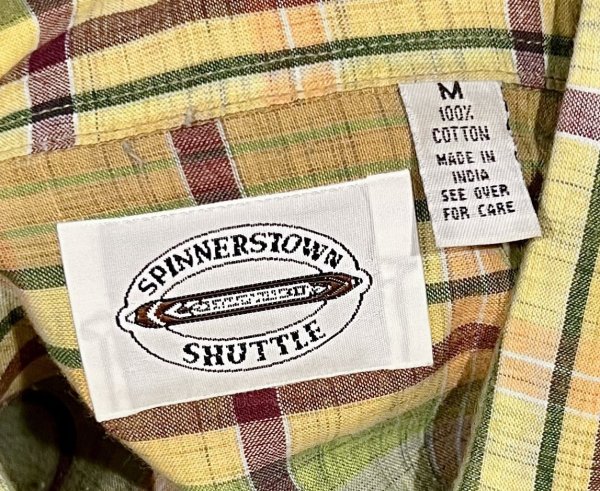 M
100%
COTTON
MADE IN
INDIA
SEE OVER
FOR CARE
SPINNERSTOWN
SHUTTLE